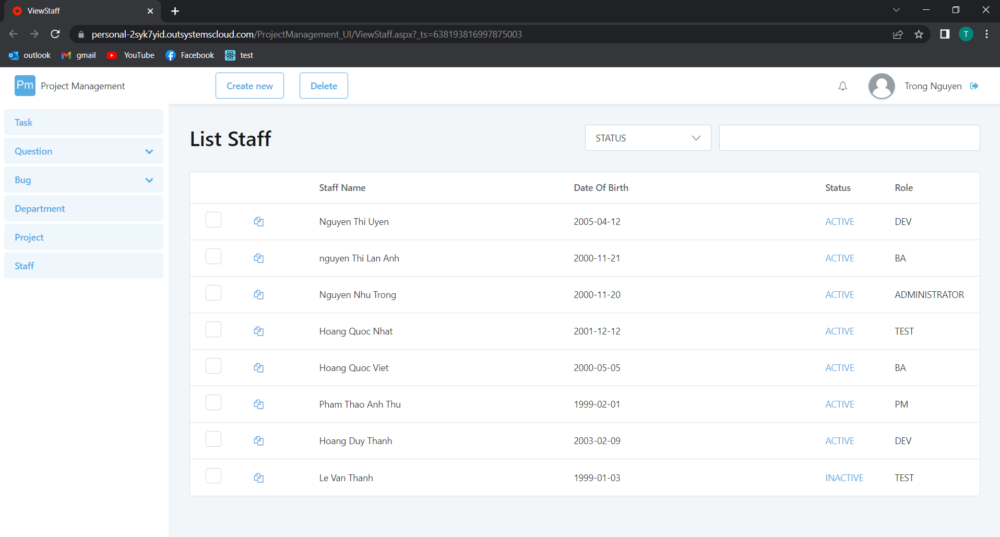 ViewStaff
personal-2syk7yid.outsystemscloud.com/ProjectManagement_UI/ViewStaff.aspx?_ts=638193816997875003
T
outlook gmail YouTube Facebook test
Pm Project Management
Create new Delete
Trong Nguyen
Task
Question
Bug
Department
Project
Staff
List Staff
STATUS
Staff Name Date Of Birth Status Role
Nguyen Thi Uyen 2005-04-12 ACTIVE DEV
nguyen Thi Lan Anh 2000-11-21 ACTIVE BA
Nguyen Nhu Trong 2000-11-20 ACTIVE ADMINISTRATOR
Hoang Quoc Nhat 2001-12-12 ACTIVE TEST
Hoang Quoc Viet 2000-05-05 ACTIVE BA
Pham Thao Anh Thu 1999-02-01 ACTIVE PM
Hoang Duy Thanh 2003-02-09 ACTIVE DEV
Le Van Thanh 1999-01-03 INACTIVE TEST